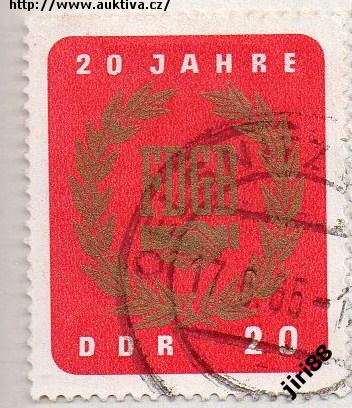 http://www.auktiva.cz/
20 JAHRE
FDGB
DDR 20
jiri88